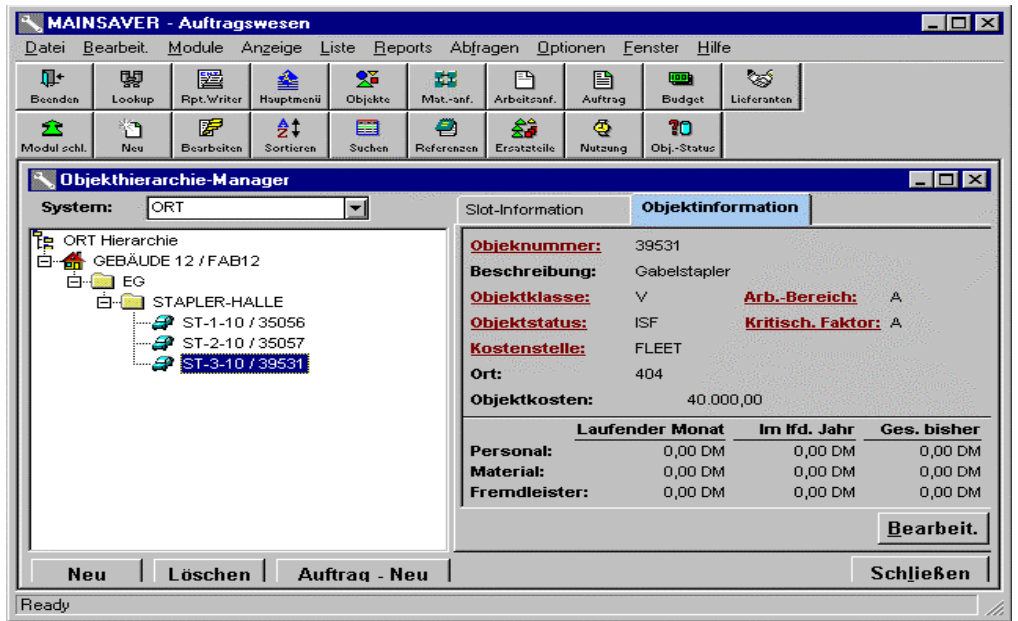 MAINSAVER - Auftragswesen
Datei Bearbeit. Module Anzeige Liste Reports Abfragen Optionen Fenster Hilfe
Beenden Lookup Rpt.Writer Hauptmenü Objekte Mat.-anf. Arbeitsanf. Auftrag Budget Lieferanten
Modul schl. Neu Bearbeiten Sortieren Suchen Referenzen Ersatzteile Nutzung Obj.-Status
Objekthierarchie-Manager
System: ORT
Slot-Information Objektinformation
ORT Hierarchie
GEBÄUDE 12 / FAB12
EG
STAPLER-HALLE
ST-1-10 / 35056
ST-2-10 / 35057
ST-3-10 / 39531
Objeknummer: 39531
Beschreibung: Gabelstapler
Objektklasse: V Arb.-Bereich: A
Objektstatus: ISF Kritisch. Faktor: A
Kostenstelle: FLEET
Ort: 404
Objektkosten: 40.000,00
Laufender Monat Im lfd. Jahr Ges. bisher
Personal: 0,00 DM 0,00 DM 0,00 DM
Material: 0,00 DM 0,00 DM 0,00 DM
Fremdleister: 0,00 DM 0,00 DM 0,00 DM
Bearbeit.
Neu Löschen Auftrag - Neu Schließen
Ready